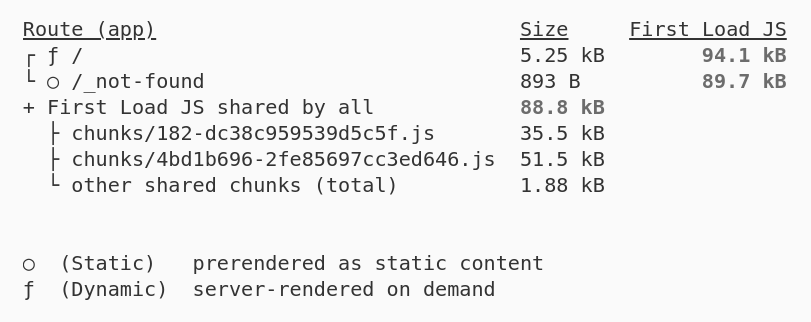 Route (app)                              Size     First Load JS
┌ ƒ /                                    5.25 kB        94.1 kB
└ ○ /_not-found                          893 B          89.7 kB
+ First Load JS shared by all            88.8 kB
  ├ chunks/182-dc38c959539d5c5f.js       35.5 kB
  ├ chunks/4bd1b696-2fe85697cc3ed646.js  51.5 kB
  └ other shared chunks (total)          1.88 kB
○  (Static)   prerendered as static content
ƒ  (Dynamic)  server-rendered on demand